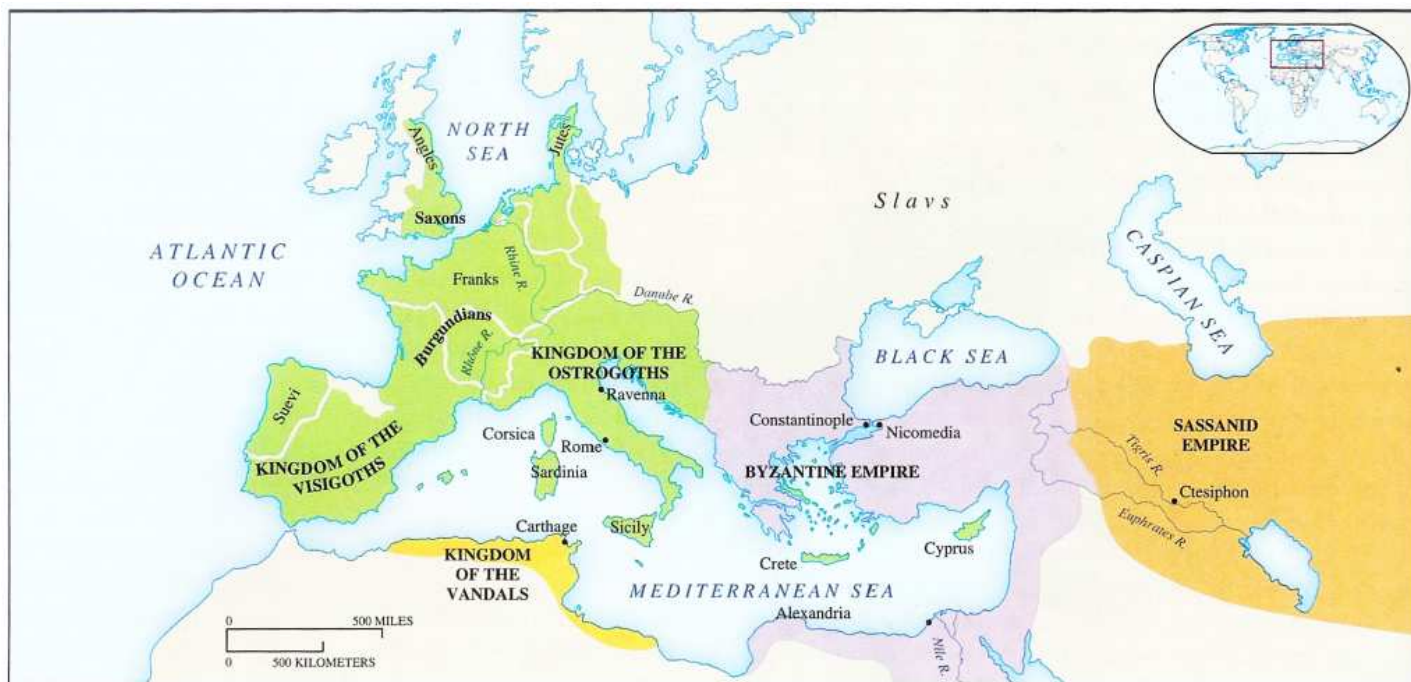 NORTH
SEA
Angles
Jutes
Saxons
Slavs
ATLANTIC
OCEAN
Rhine R.
Franks
CASPIAN SEA
Danube R.
Burgundians
Rhône R.
BLACK SEA
KINGDOM OF THE
OSTROGOTHS
Ravenna
Suevi
Constantinople
Nicomedia
SASSANID
EMPIRE
Corsica
Rome
Tigris R.
KINGDOM OF THE
VISIGOTHS
Sardinia
BYZANTINE EMPIRE
Ctesiphon
Euphrates R.
Carthage
Sicily
Cyprus
Crete
KINGDOM
OF THE
VANDALS
MEDITERRANEAN SEA
Alexandria
Nile R.
0 500 MILES
0 500 KILOMETERS